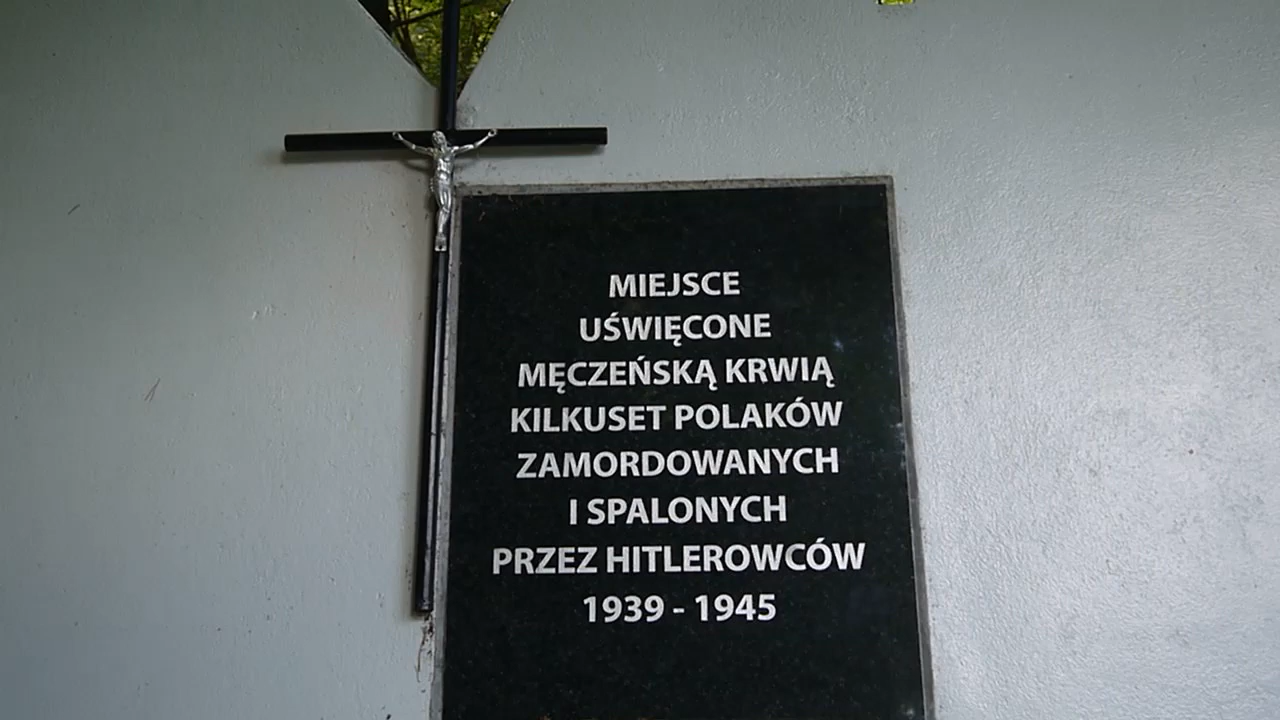 MIEJSCE
UŚWIĘCONE
MĘCZEŃSKĄ KRWIĄ
KILKUSET POLAKÓW
ZAMORDOWANYCH
I SPALONYCH
PRZEZ HITLEROWCÓW
1939 - 1945